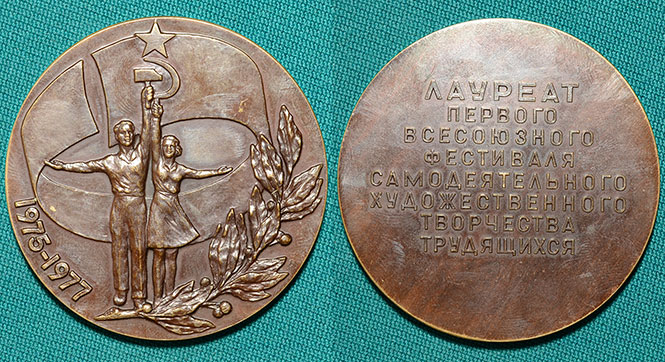 1975-1977
ЛАУРЕАТ
ПЕРВОГО
ВСЕСОЮЗНОГО
ФЕСТИВАЛЯ
САМОДЕЯТЕЛЬНОГО
ХУДОЖЕСТВЕННОГО
ТВОРЧЕСТВА
ТРУДЯЩИХСЯ